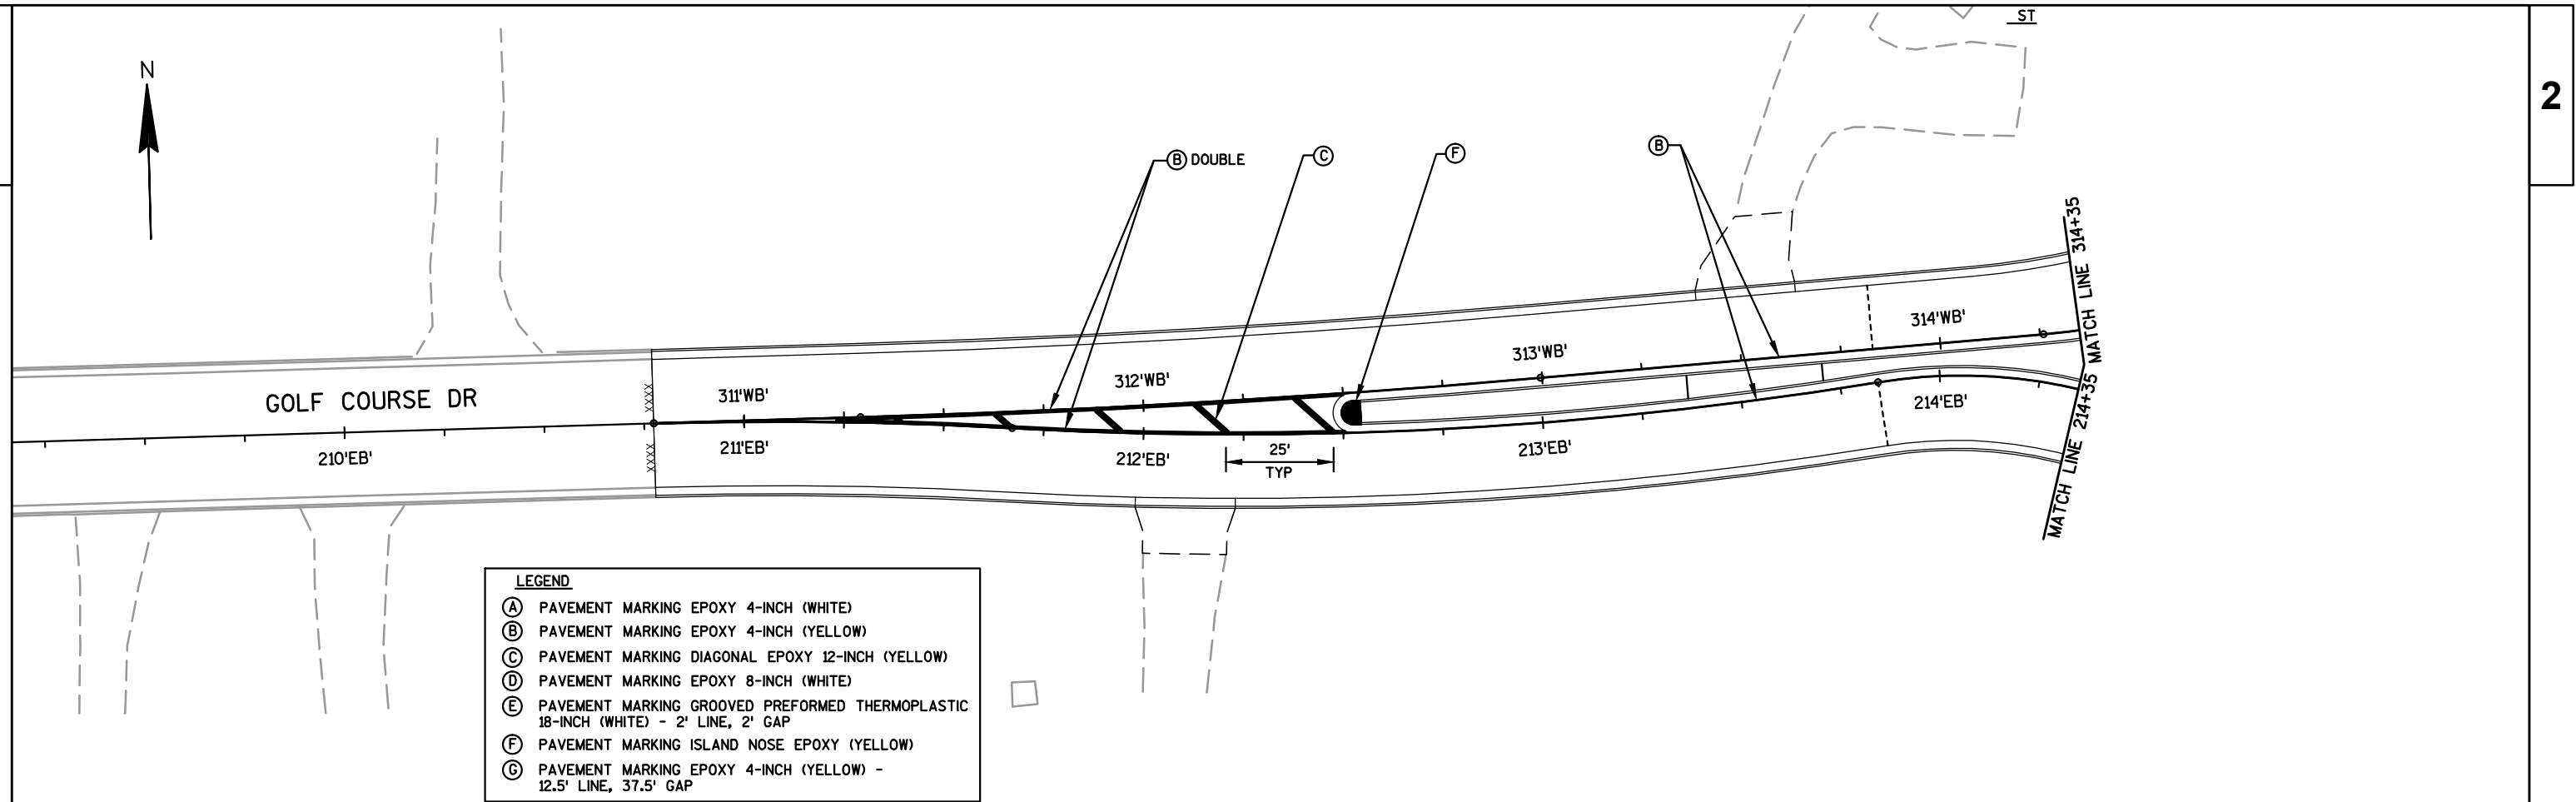 ST
2
N
Ⓑ DOUBLE
Ⓒ
Ⓕ
Ⓑ
MATCH LINE 314+35
314'WB'
313'WB'
312'WB'
311'WB'
GOLF COURSE DR
210'EB'
211'EB'
212'EB'
25'
TYP
213'EB'
214'EB'
MATCH LINE 214+35
LEGEND
Ⓐ PAVEMENT MARKING EPOXY 4-INCH (WHITE)
Ⓑ PAVEMENT MARKING EPOXY 4-INCH (YELLOW)
Ⓒ PAVEMENT MARKING DIAGONAL EPOXY 12-INCH (YELLOW)
Ⓓ PAVEMENT MARKING EPOXY 8-INCH (WHITE)
Ⓔ PAVEMENT MARKING GROOVED PREFORMED THERMOPLASTIC
18-INCH (WHITE) - 2' LINE, 2' GAP
Ⓕ PAVEMENT MARKING ISLAND NOSE EPOXY (YELLOW)
Ⓖ PAVEMENT MARKING EPOXY 4-INCH (YELLOW) -
12.5' LINE, 37.5' GAP